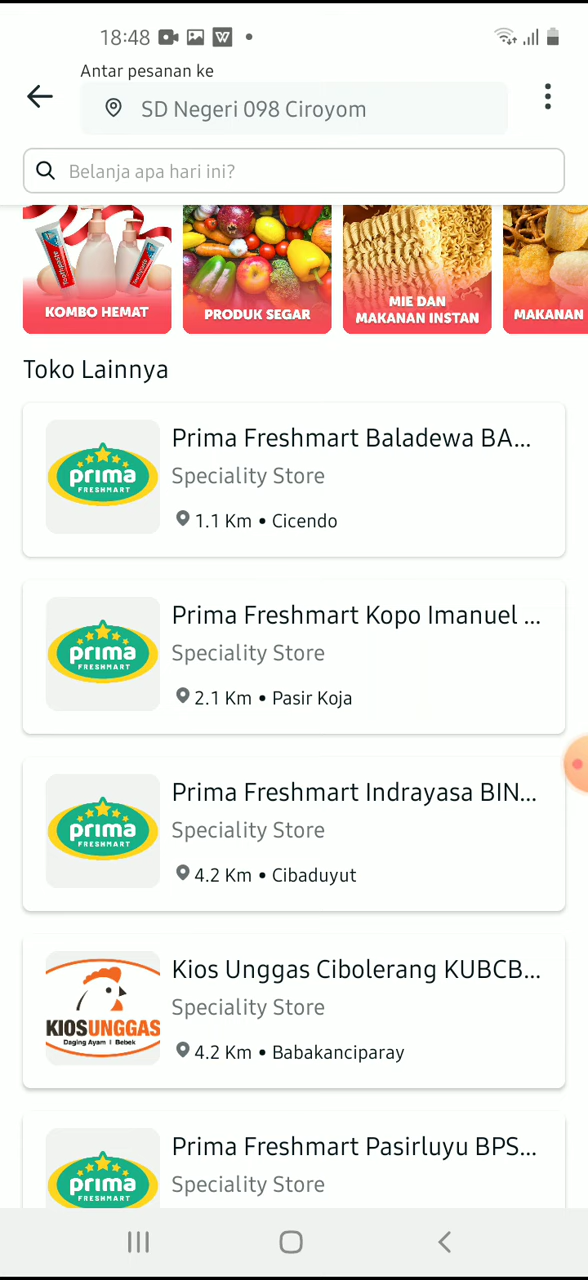 18:48
Antar pesanan ke
SD Negeri 098 Ciroyom
Belanja apa hari ini?
KOMBO HEMAT
PRODUK SEGAR
MIE DAN
MAKANAN INSTAN
MAKANAN
Toko Lainnya
prima
FRESHMART
Prima Freshmart Baladewa BA...
Speciality Store
1.1 Km • Cicendo
prima
FRESHMART
Prima Freshmart Kopo Imanuel ...
Speciality Store
2.1 Km • Pasir Koja
prima
FRESHMART
Prima Freshmart Indrayasa BIN...
Speciality Store
4.2 Km • Cibaduyut
KIOSUNGGAS
Daging Ayam | Bebek
Kios Unggas Cibolerang KUBCB...
Speciality Store
4.2 Km • Babakanciparay
prima
FRESHMART
Prima Freshmart Pasirluyu BPS...
Speciality Store